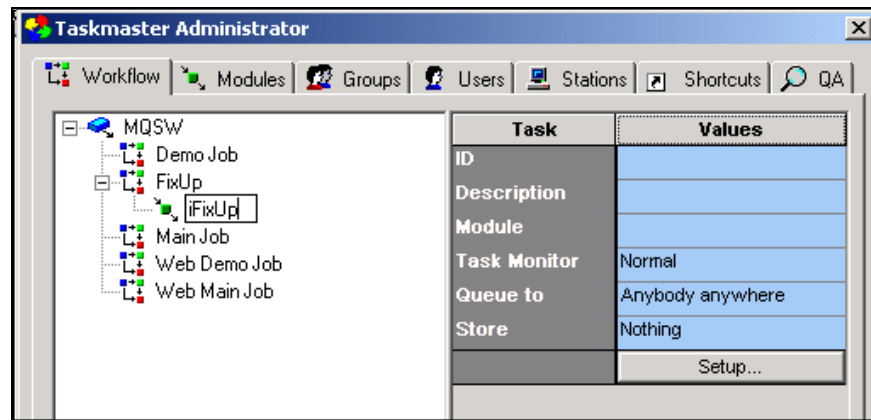 Taskmaster Administrator
Workflow Modules Groups Users Stations Shortcuts QA
MQSW
Demo Job
FixUp
iFixUp
Main Job
Web Demo Job
Web Main Job
Task Values
ID
Description
Module
Task Monitor Normal
Queue to Anybody anywhere
Store Nothing
Setup...